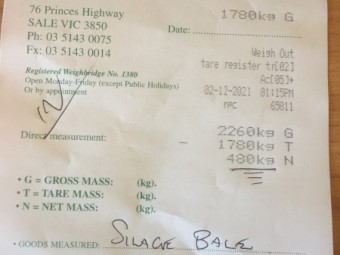 76 Princes Highway
SALE VIC 3850
Ph: 03 5143 0075
Fx: 03 5143 0014
Registered Weighbridge No. 1380
Open Monday-Friday (except Public Holidays)
Or by appointment
Date:
1780kg G
Weigh Out
tare register tr[02]
Ac[05]+
02-12-2021 01:15PM
rpc 65811
Direct measurement:
2260kg G
- 1780kg T
480kg N
• G = GROSS MASS: (kg).
• T = TARE MASS: (kg).
• N = NET MASS: (kg).
• GOODS MEASURED: SILAGE BALE